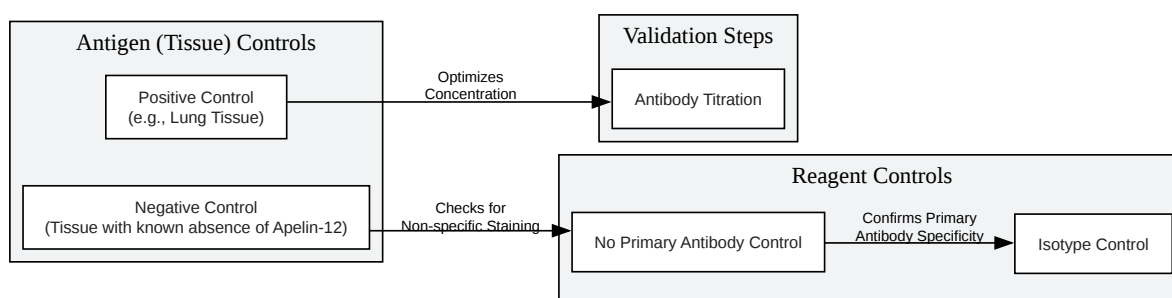 Antigen (Tissue) Controls
Positive Control
(e.g., Lung Tissue)
Optimizes
Concentration
Validation Steps
Antibody Titration
Negative Control
(Tissue with known absence of Apelin-12)
Checks for
Non-specific Staining
Reagent Controls
No Primary Antibody Control
Confirms Primary
Antibody Specificity
Isotype Control